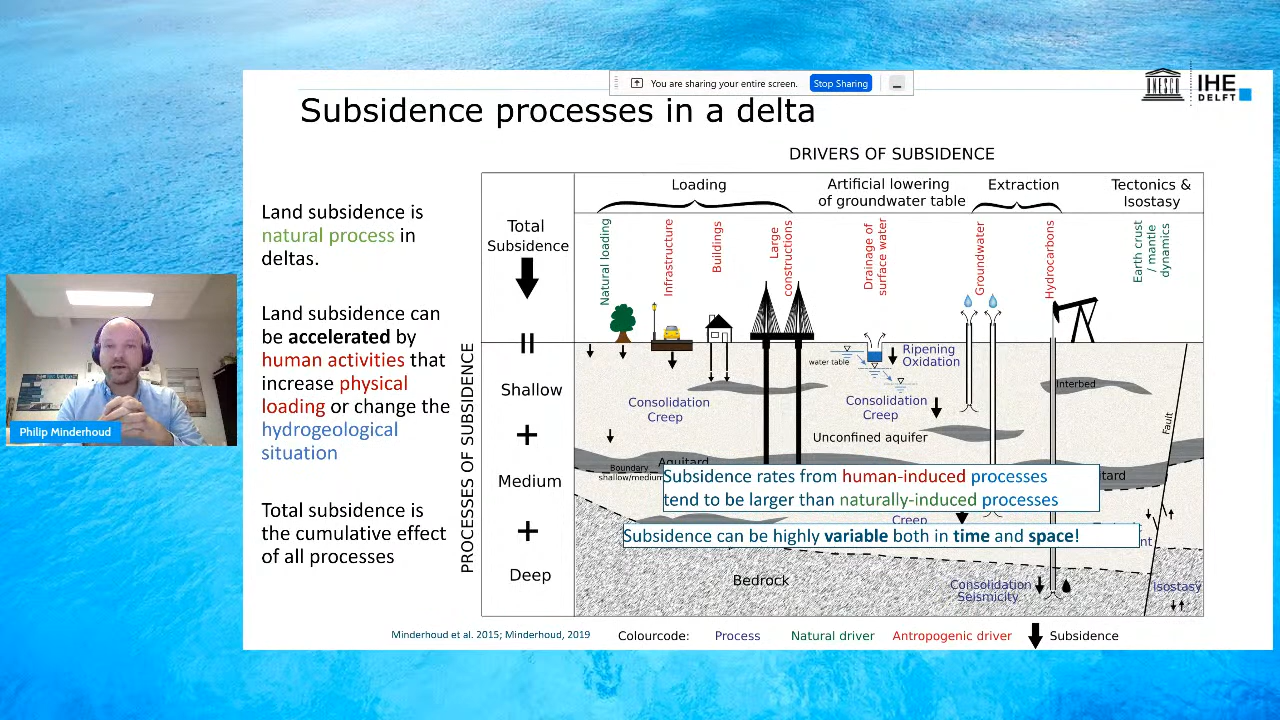 You are sharing your entire screen.
Stop Sharing
UNESCO
IHE
DELFT
Subsidence processes in a delta
Land subsidence is
natural process in
deltas.
Land subsidence can
be accelerated by
human activities that
increase physical
loading or change the
hydrogeological
situation
Total subsidence is
the cumulative effect
of all processes
Philip Minderhoud
DRIVERS OF SUBSIDENCE
Loading
Artificial lowering
of groundwater table
Extraction
Tectonics &
Isostasy
PROCESSES OF SUBSIDENCE
Total
Subsidence
=
Shallow
+
Medium
+
Deep
Natural loading
Infrastructure
Buildings
Large
constructions
Drainage of
surface water
Groundwater
Hydrocarbons
Earth crust
/ mantle
dynamics
water table
Ripening
Oxidation
Consolidation
Creep
Consolidation
Creep
Interbed
Fault
Unconfined aquifer
Aquitard
Boundary
shallow/medium
Subsidence rates from human-induced processes
tend to be larger than naturally-induced processes
tard
Creep
Subsidence can be highly variable both in time and space!
nt
Bedrock
Consolidation
Seismicity
Isostasy
Minderhoud et al. 2015; Minderhoud, 2019
Colourcode:
Process
Natural driver
Antropogenic driver
Subsidence